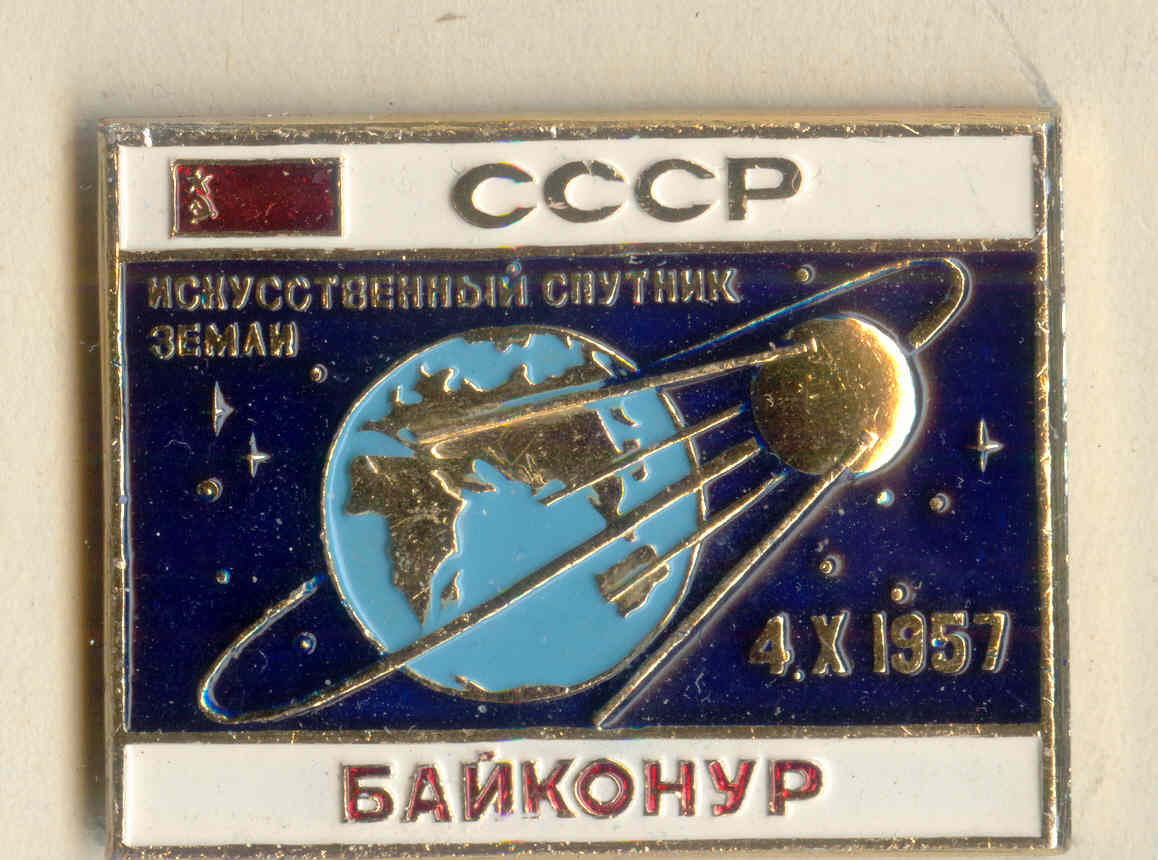 СССР
ИСКУССТВЕННЫЙ СПУТНИК
ЗЕМЛИ
4.X 1957
БАЙКОНУР